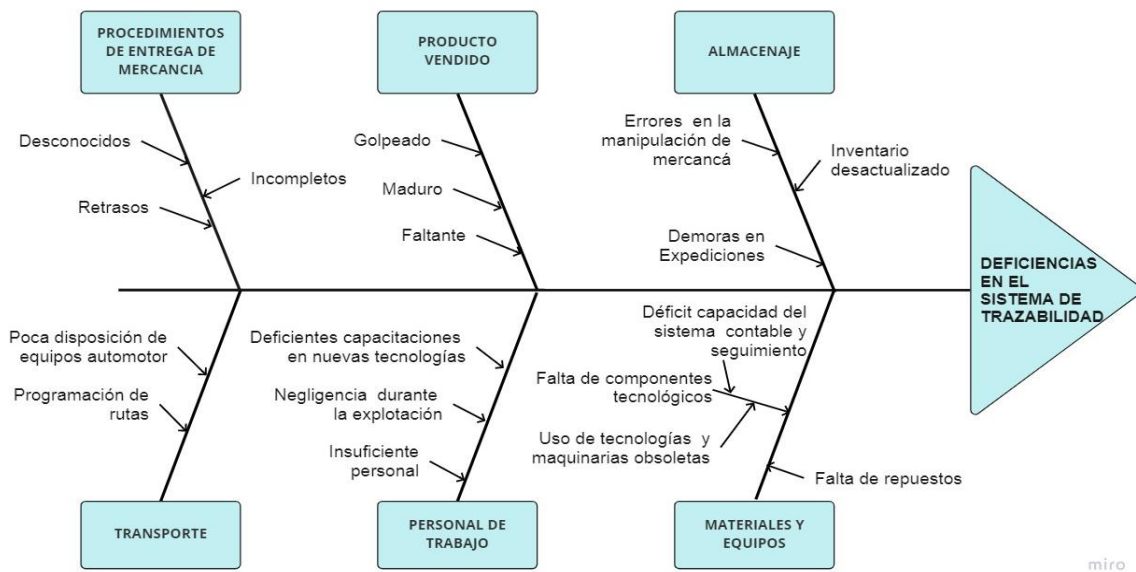 PROCEDIMIENTOS
DE ENTREGA DE
MERCANCIA
PRODUCTO
VENDIDO
ALMACENAJE
Desconocidos
Incompletos
Retrasos
Golpeado
Maduro
Faltante
Errores en la
manipulación de
mercancá
Inventario
desactualizado
Demoras en
Expediciones
DEFICIENCIAS
EN EL
SISTEMA DE
TRAZABILIDAD
Poca disposición de
equipos automotor
Programación de
rutas
Deficientes capacitaciones
en nuevas tecnologías
Negligencia durante
la explotación
Insuficiente
personal
Déficit capacidad del
sistema contable y
seguimiento
Falta de componentes
tecnológicos
Uso de tecnologías y
maquinarias obsoletas
Falta de repuestos
TRANSPORTE
PERSONAL DE
TRABAJO
MATERIALES Y
EQUIPOS
miro